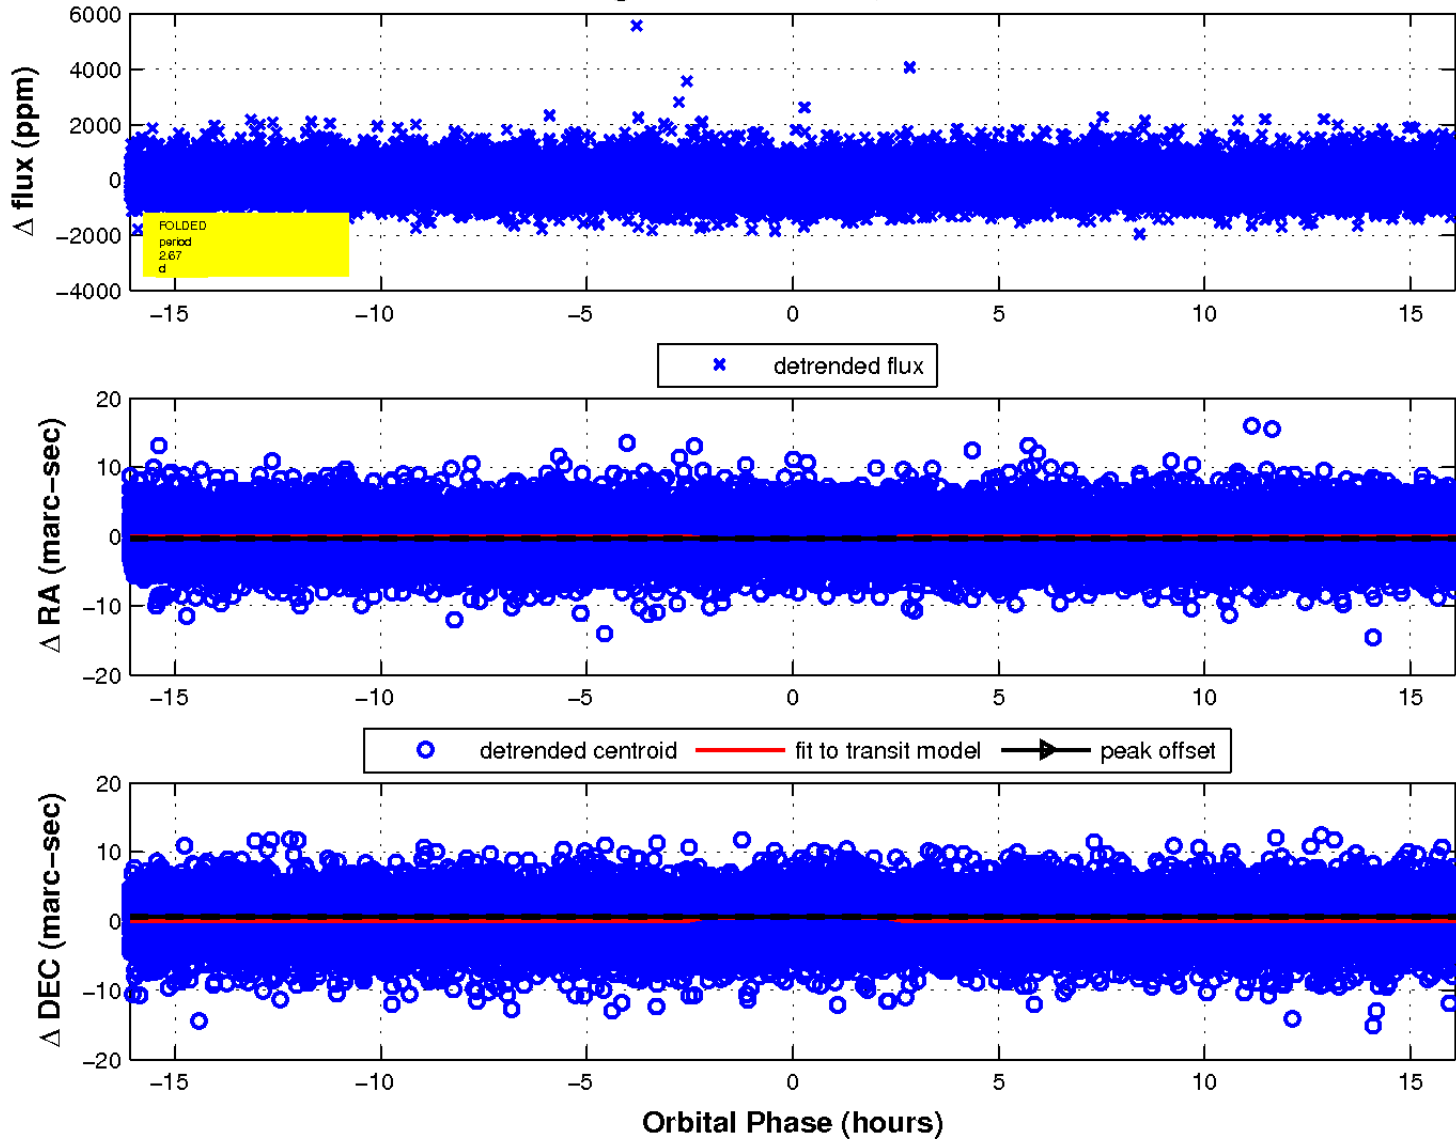 6000
4000
2000
0
−2000
−4000
Δ flux (ppm)
FOLDED
period
2.67
d
−15 −10 −5 0 5 10 15
detrended flux
20
10
0
−10
−20
Δ RA (marc−sec)
−15 −10 −5 0 5 10 15
detrended centroid fit to transit model peak offset
20
10
0
−10
−20
Δ DEC (marc−sec)
−15 −10 −5 0 5 10 15
Orbital Phase (hours)